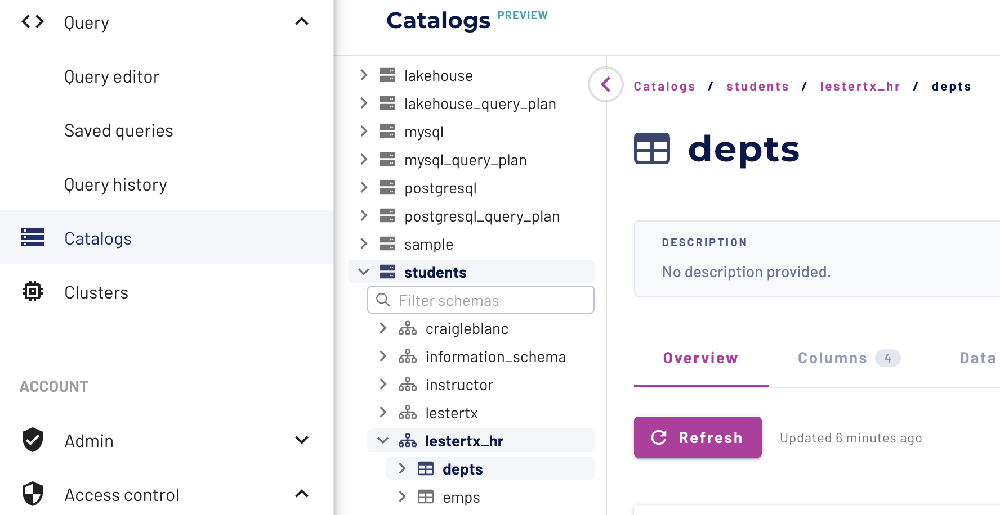 Query
Query editor
Saved queries
Query history
Catalogs
Clusters
ACCOUNT
Admin
Access control
Catalogs PREVIEW
lakehouse
lakehouse_query_plan
mysql
mysql_query_plan
postgresql
postgresql_query_plan
sample
students
Filter schemas
craigleblanc
information_schema
instructor
lestertx
lestertx_hr
depts
emps
Catalogs / students / lestertx_hr / depts
depts
DESCRIPTION
No description provided.
Overview Columns 4 Data
Refresh Updated 6 minutes ago